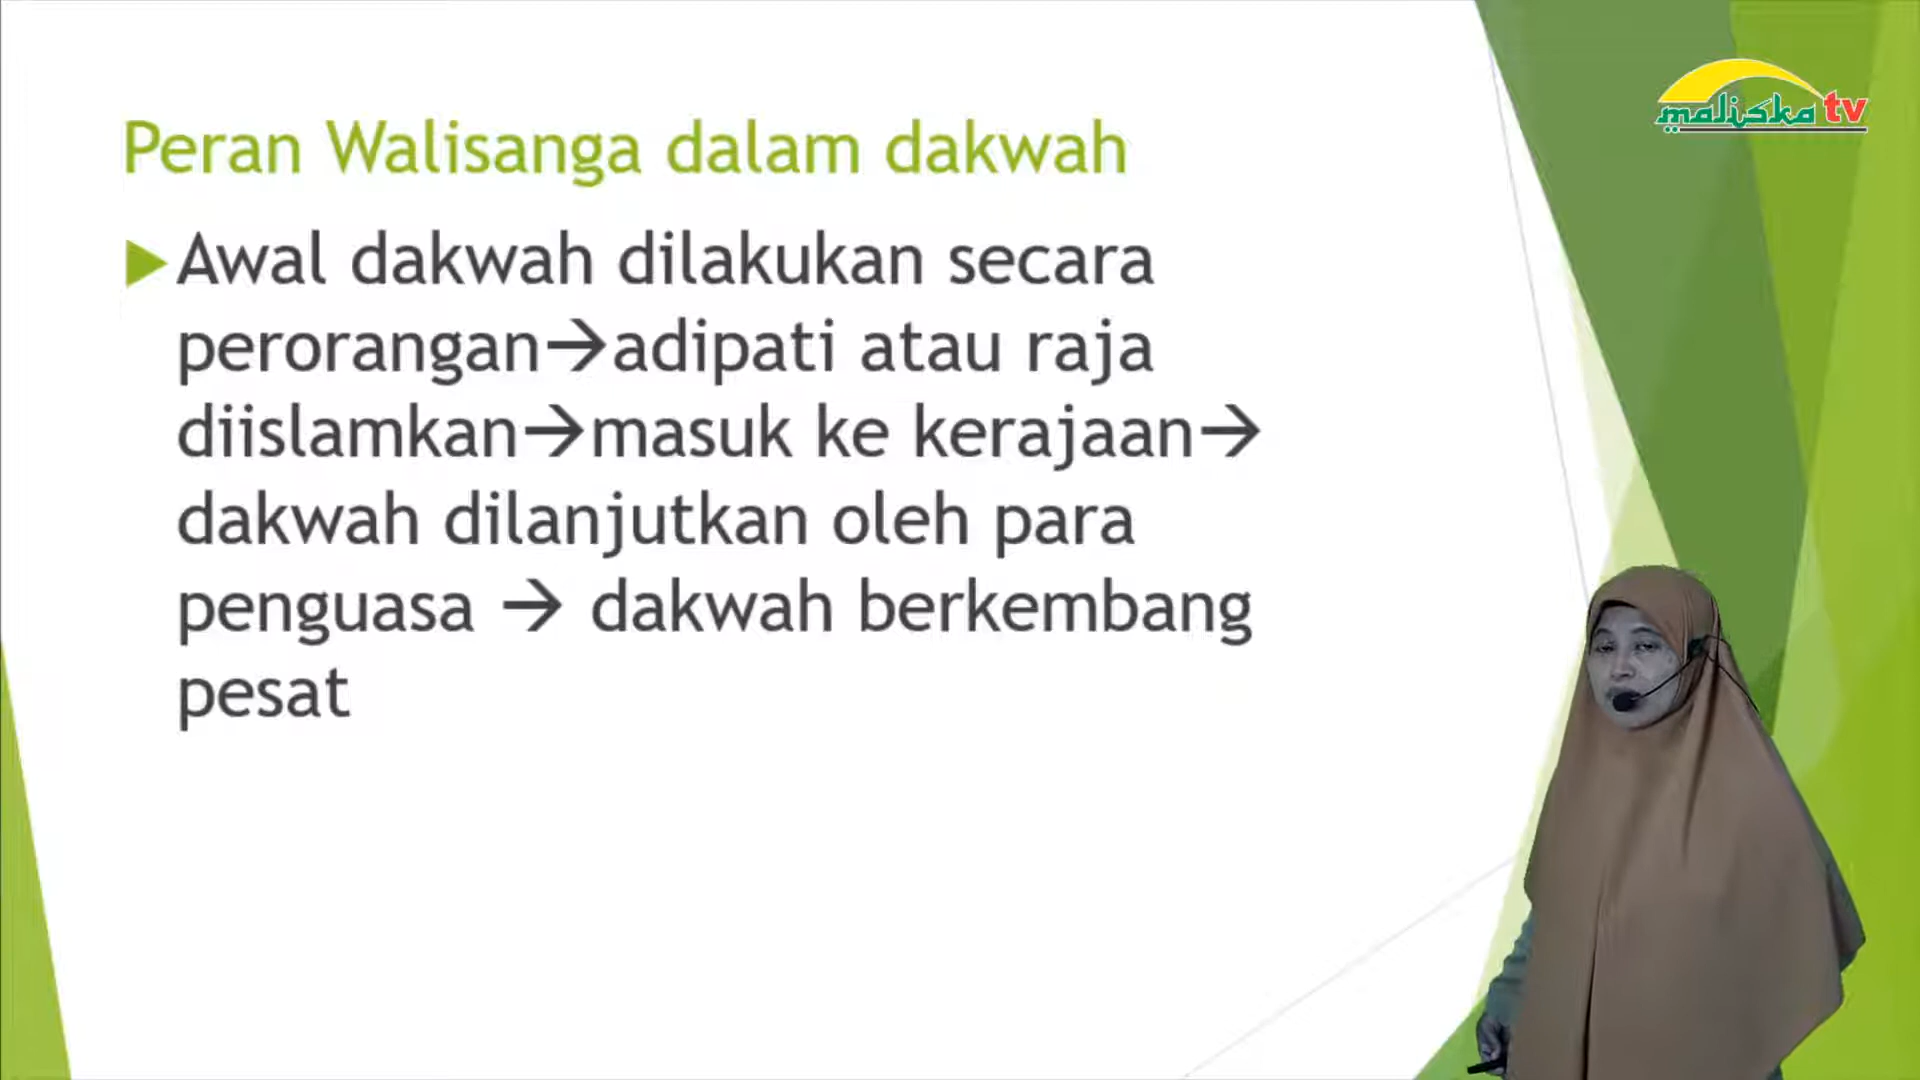 maliska tv
Peran Walisanga dalam dakwah
Awal dakwah dilakukan secara
perorangan→adipati atau raja
diislamkan→masuk ke kerajaan→
dakwah dilanjutkan oleh para
penguasa → dakwah berkembang
pesat